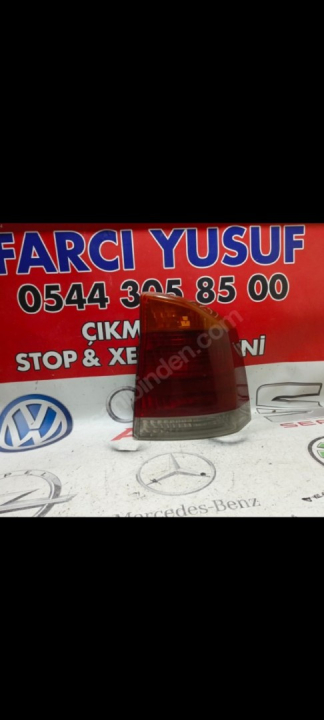 FARCI YUSUF
0544 305 85 00
ÇIKM
STOP & XE Nİ
Mercedes-Benz